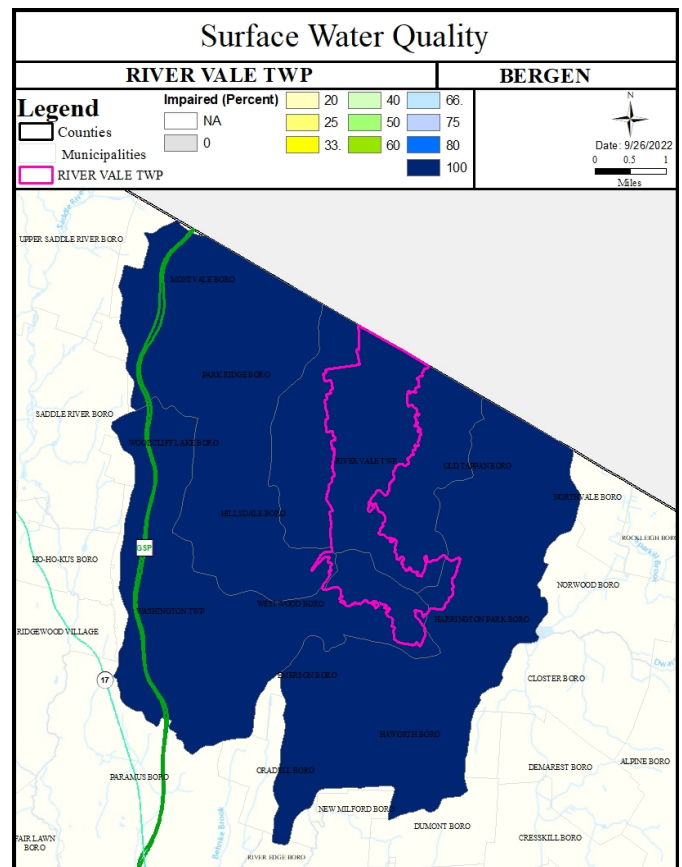 Surface Water Quality
RIVER VALE TWP
BERGEN
Legend
Counties
Municipalities
RIVER VALE TWP
Impaired (Percent)
NA
0
20
25
33.
40
50
60
66.
75
80
100
N
Date: 9/26/2022
0 0.5 1
Miles
Saddle River
UPPER SADDLE RIVER BORO
MONTVALE BORO
PARK RIDGE BORO
SADDLE RIVER BORO
WOODCLIFF LAKE BORO
RIVER VALE TWP
OLD TAPPAN BORO
NORTHVALE BORO
HILLSDALE BORO
ROCKLEIGH BORO
GSP
HO-HO-KUS BORO
NORWOOD BORO
WESTWOOD BORO
WASHINGTON TWP
HARRINGTON PARK BORO
RIDGEWOOD VILLAGE
17
EMERSON BORO
CLOSTER BORO
HAWORTH BORO
ALPINE BORO
ORADELL BORO
DEMAREST BORO
PARAMUS BORO
NEW MILFORD BORO
DUMONT BORO
Behnke Brook
FAIR LAWN
BORO
CRESSKILL BORO
RIVER EDGE BORO